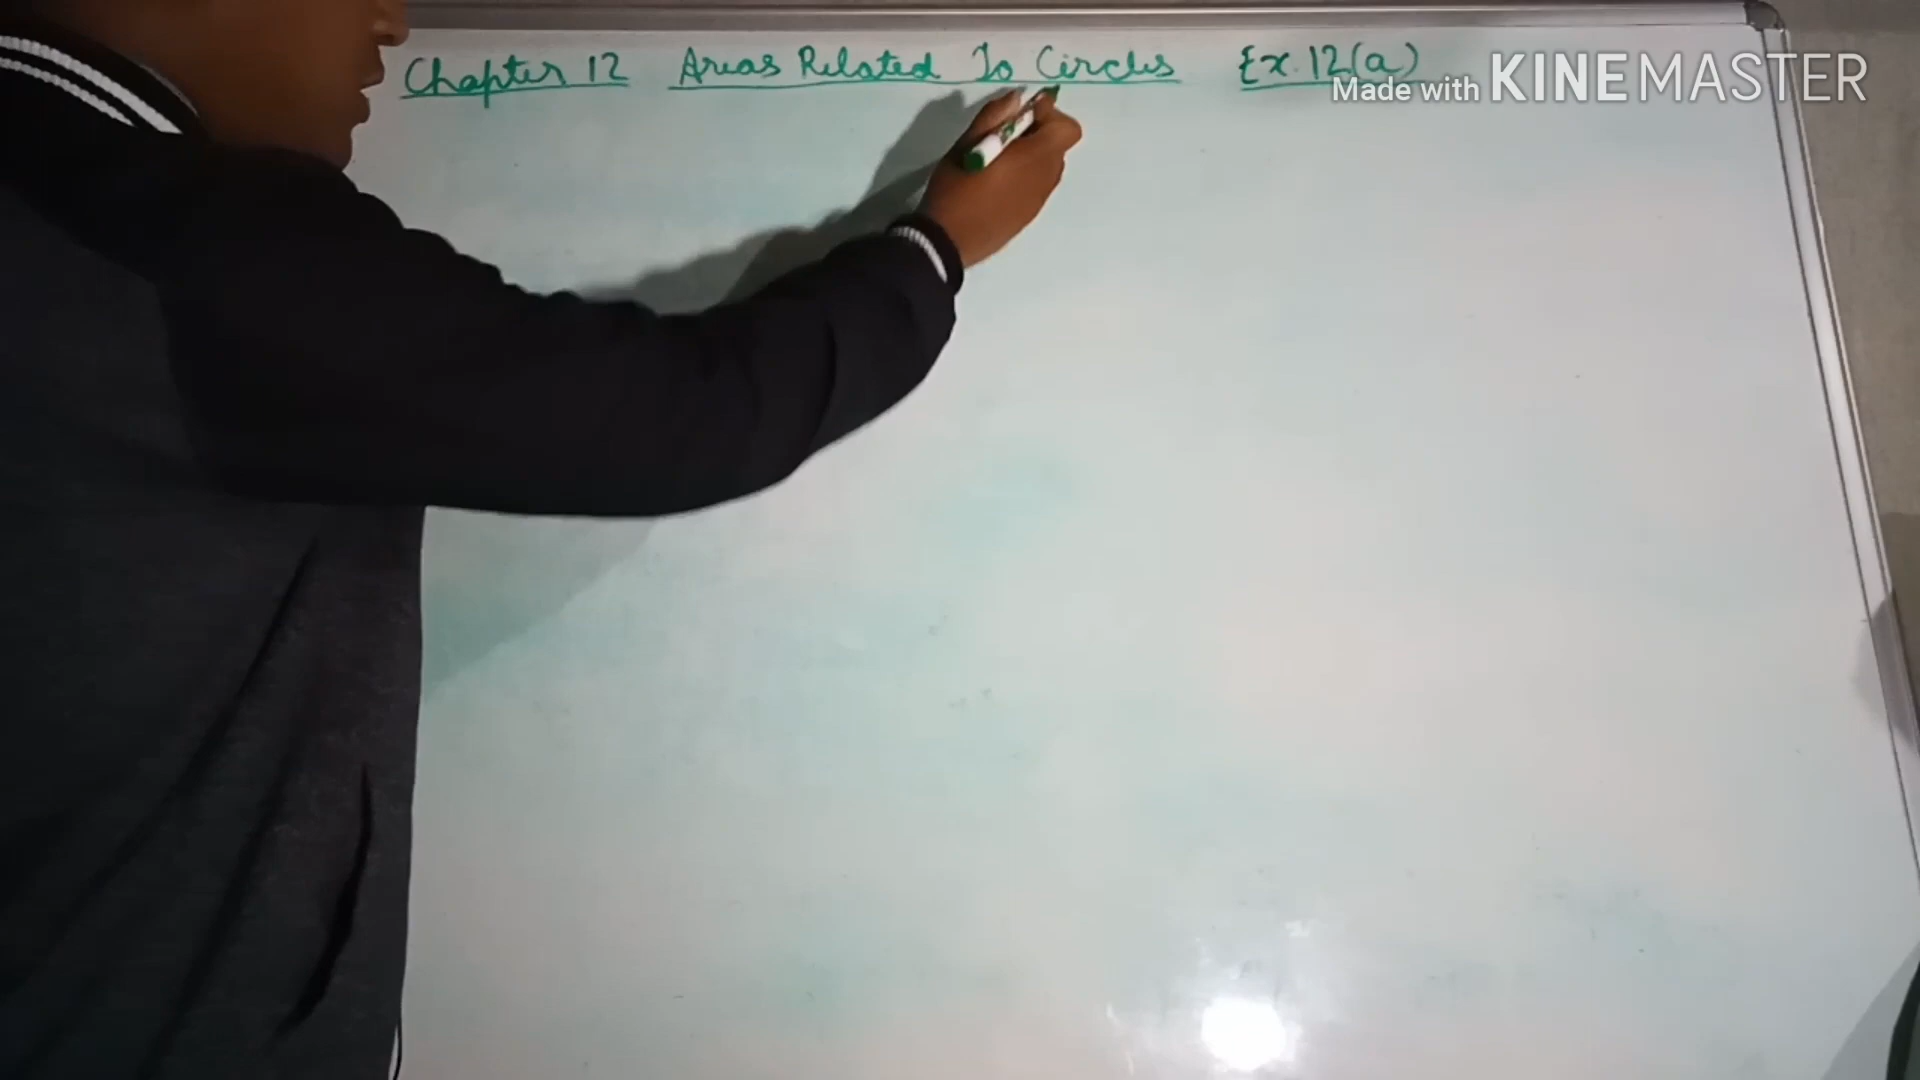 Chapter 12 Areas Related To Circles Ex. 12(a)
Made with KINEMASTER